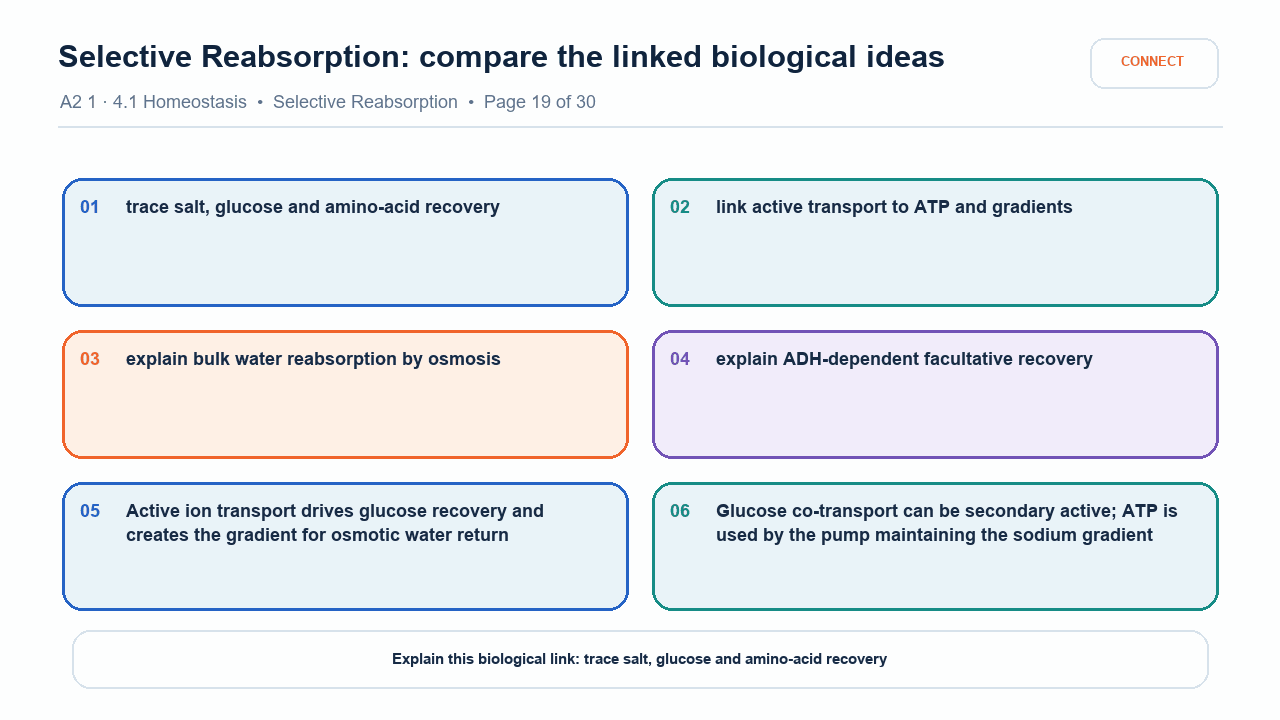 Selective Reabsorption: compare the linked biological ideas
CONNECT
A2 1 · 4.1 Homeostasis • Selective Reabsorption • Page 19 of 30
01 trace salt, glucose and amino-acid recovery
02 link active transport to ATP and gradients
03 explain bulk water reabsorption by osmosis
04 explain ADH-dependent facultative recovery
05 Active ion transport drives glucose recovery and
creates the gradient for osmotic water return
06 Glucose co-transport can be secondary active; ATP is
used by the pump maintaining the sodium gradient
Explain this biological link: trace salt, glucose and amino-acid recovery